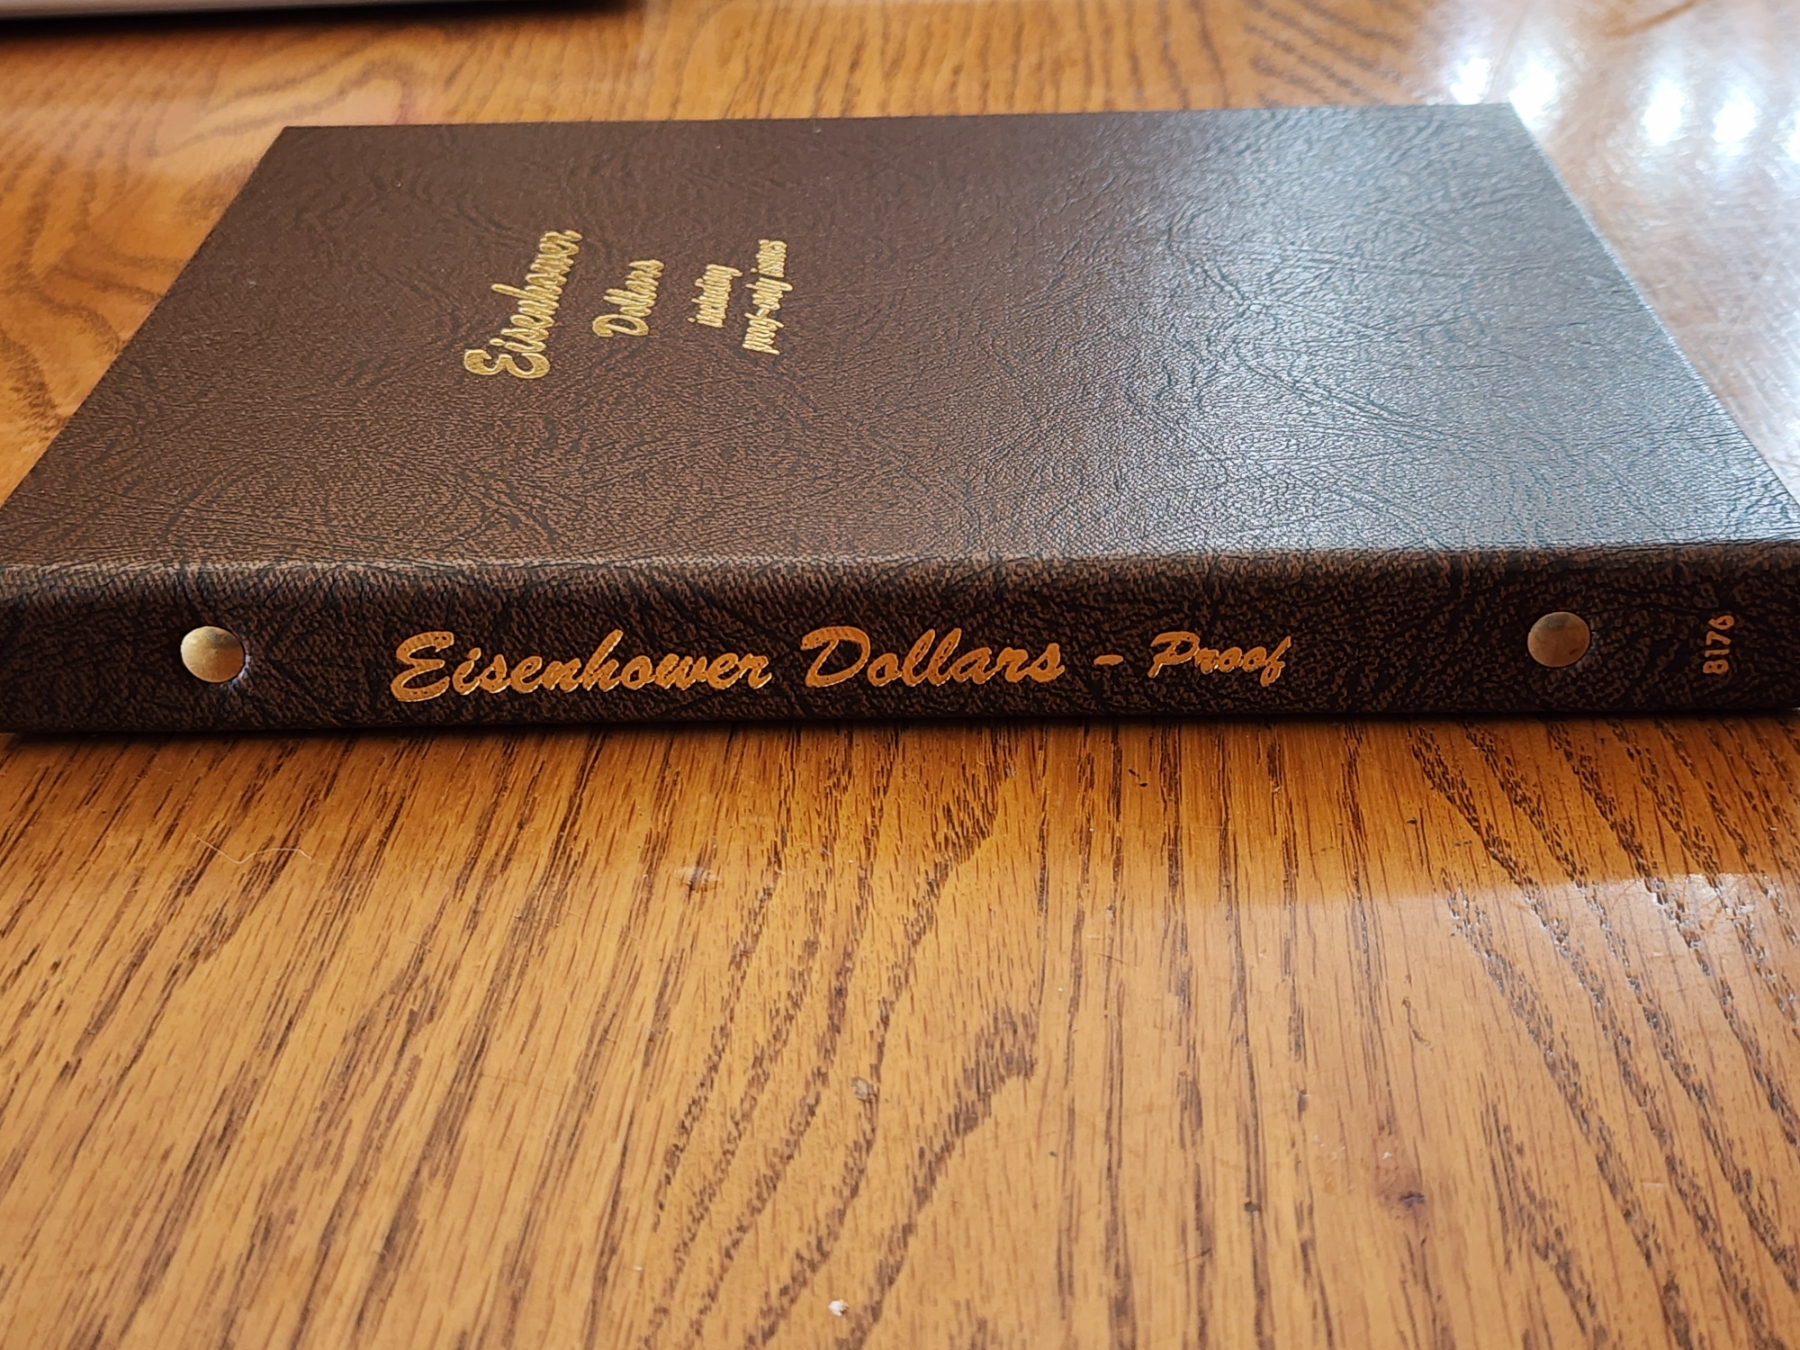 Eisenhower
Dollars
including
proof-only issues
Eisenhower Dollars - Proof
8176